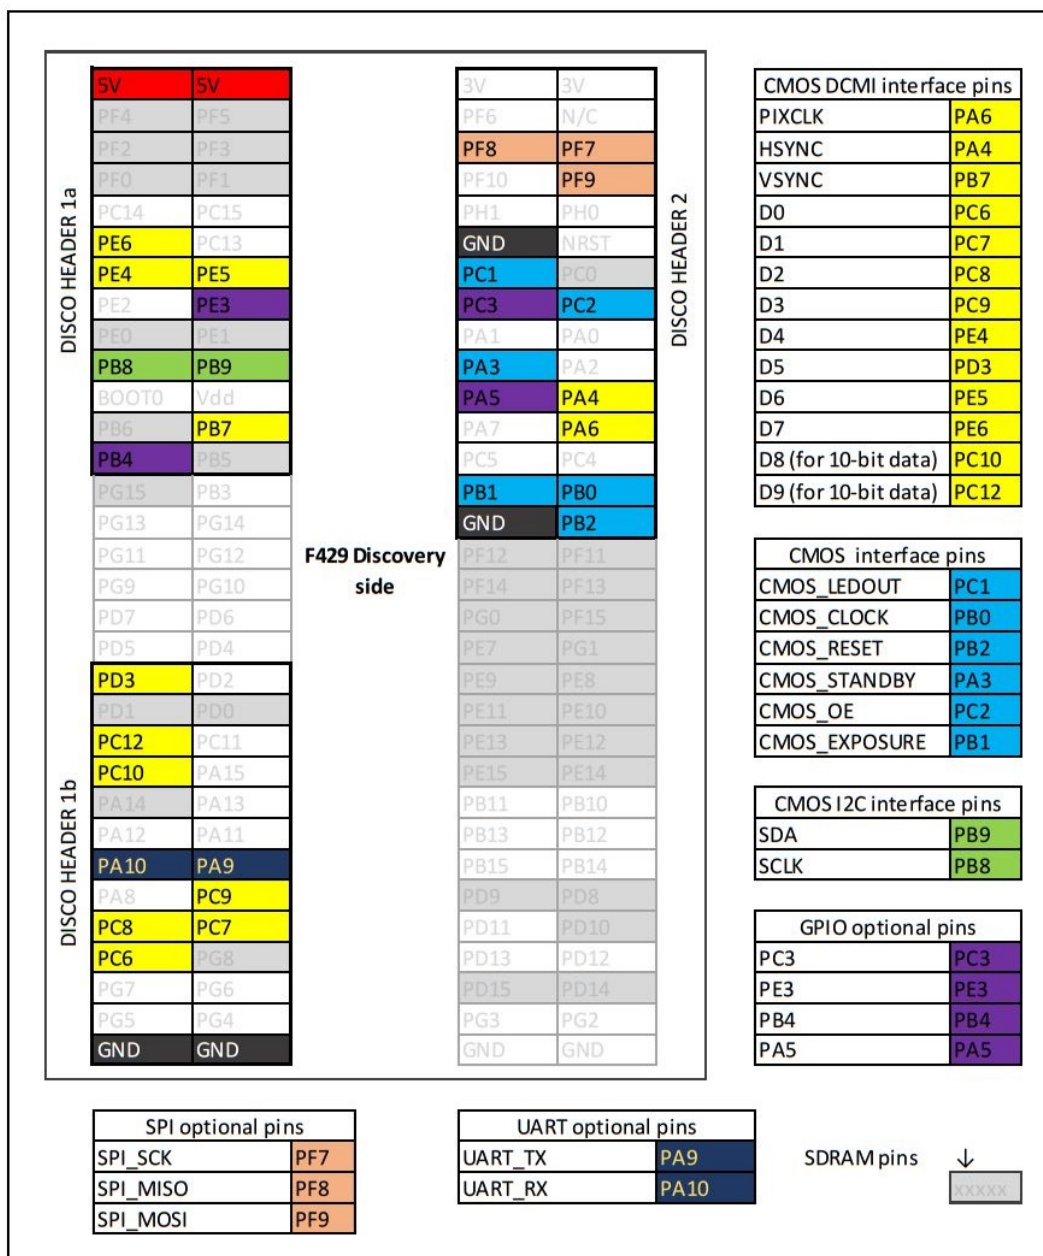 DISCO HEADER 1a
5V 5V
PF4 PF5
PF2 PF3
PF0 PF1
PC14 PC15
PE6 PC13
PE4 PE5
PE2 PE3
PE0 PE1
PB8 PB9
BOOT0 Vdd
PB6 PB7
PB4 PB5
PG15 PB3
PG13 PG14
PG11 PG12
PG9 PG10
PD7 PD6
PD5 PD4
DISCO HEADER 1b
PD3 PD2
PD1 PD0
PC12 PC11
PC10 PA15
PA14 PA13
PA12 PA11
PA10 PA9
PA8 PC9
PC8 PC7
PC6 PG8
PG7 PG6
PG5 PG4
GND GND
F429 Discovery
side
DISCO HEADER 2
3V 3V
PF6 N/C
PF8 PF7
PF10 PF9
PH1 PH0
GND NRST
PC1 PC0
PC3 PC2
PA1 PA0
PA3 PA2
PA5 PA4
PA7 PA6
PC5 PC4
PB1 PB0
GND PB2
PF12 PF11
PF14 PF13
PG0 PF15
PE7 PG1
PE9 PE8
PE11 PE10
PE13 PE12
PE15 PE14
PB11 PB10
PB13 PB12
PB15 PB14
PD9 PD8
PD11 PD10
PD13 PD12
PD15 PD14
PG3 PG2
GND GND
CMOS DCMI interface pins
PIXCLK PA6
HSYNC PA4
VSYNC PB7
D0 PC6
D1 PC7
D2 PC8
D3 PC9
D4 PE4
D5 PD3
D6 PE5
D7 PE6
D8 (for 10-bit data) PC10
D9 (for 10-bit data) PC12
CMOS interface pins
CMOS_LEDOUT PC1
CMOS_CLOCK PB0
CMOS_RESET PB2
CMOS_STANDBY PA3
CMOS_OE PC2
CMOS_EXPOSURE PB1
CMOS I2C interface pins
SDA PB9
SCLK PB8
GPIO optional pins
PC3 PC3
PE3 PE3
PB4 PB4
PA5 PA5
SPI optional pins
SPI_SCK PF7
SPI_MISO PF8
SPI_MOSI PF9
UART optional pins
UART_TX PA9
UART_RX PA10
SDRAM pins ↓
xxxxx